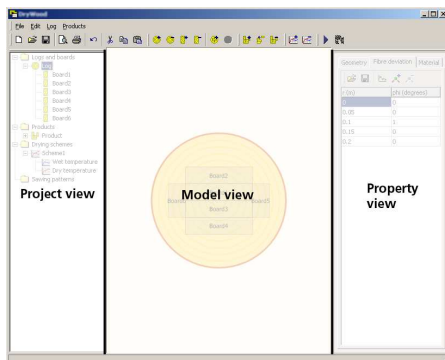 DryWood
File Edit Log Products
Logs and boards
Log
Board1
Board2
Board3
Board4
Board5
Board6
Products
Product
Drying schemes
Scheme1
Wet temperature
Dry temperature
Sawing patterns
Project view
Board2
Board5
Board3
Board4
Model view
Geometry Fibre deviation Material
r (m) phi (degrees)
0 0
0.05 0
0.1 1
0.15 0
0.2 0
Property
view